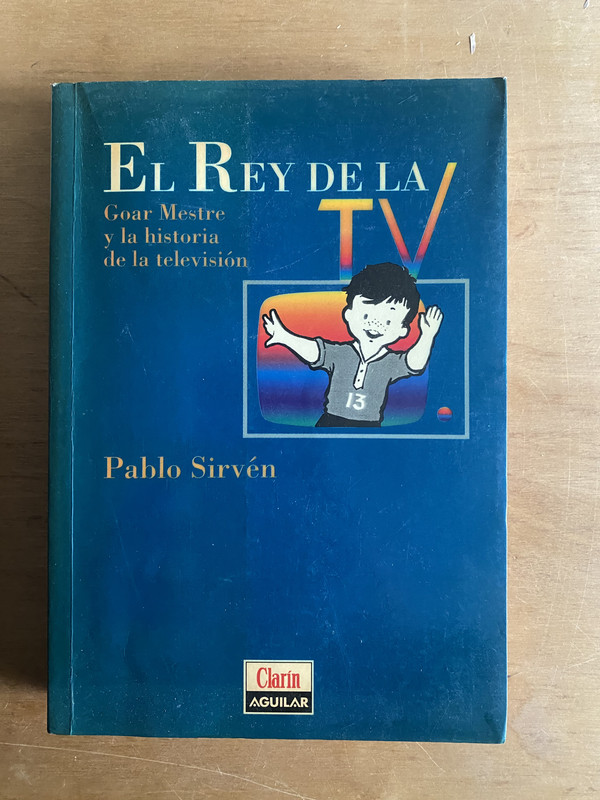 EL REY DE LA
TV
Goar Mestre
y la historia
de la televisión
13
Pablo Sirvén
Clarín
AGUILAR